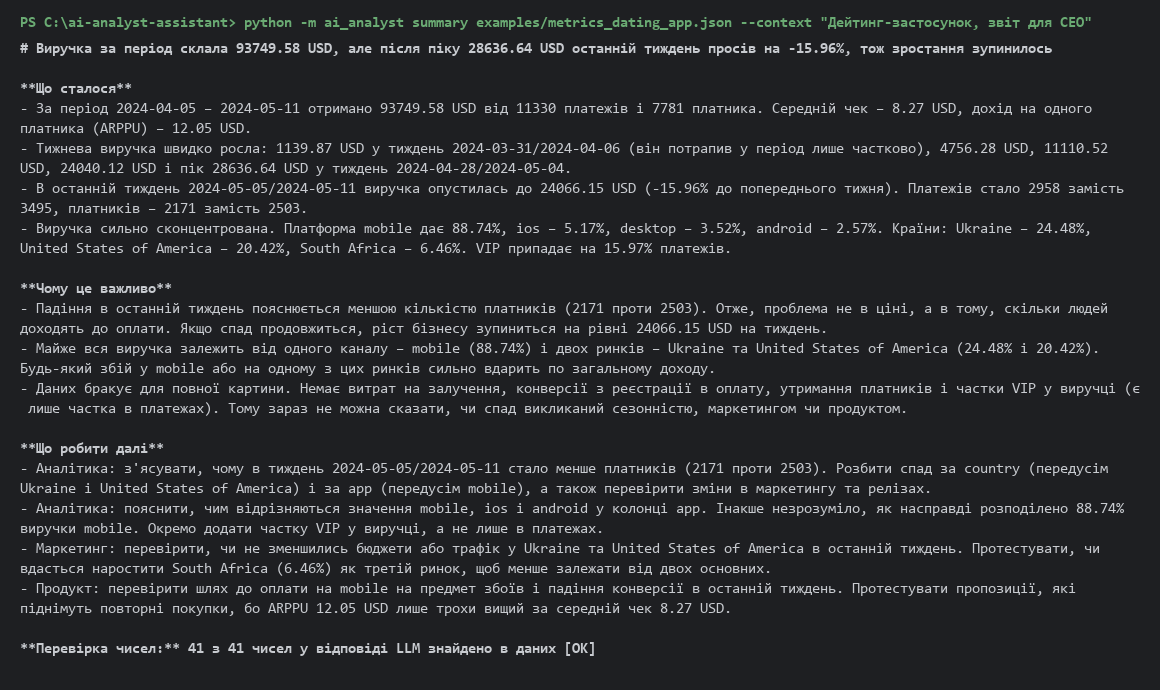 PS C:\ai-analyst-assistant> python -m ai_analyst summary examples/metrics_dating_app.json --context "Дейтинг-застосунок, звіт для CEO"
# Виручка за період склала 93749.58 USD, але після піку 28636.64 USD останній тиждень просів на -15.96%, тож зростання зупинилось
**Що сталося**
- За період 2024-04-05 – 2024-05-11 отримано 93749.58 USD від 11330 платежів і 7781 платника. Середній чек – 8.27 USD, дохід на одного
платника (ARPPU) – 12.05 USD.
- Тижнева виручка швидко росла: 1139.87 USD у тиждень 2024-03-31/2024-04-06 (він потрапив у період лише частково), 4756.28 USD, 11110.52
USD, 24040.12 USD і пік 28636.64 USD у тиждень 2024-04-28/2024-05-04.
- В останній тиждень 2024-05-05/2024-05-11 виручка опустилась до 24066.15 USD (-15.96% до попереднього тижня). Платежів стало 2958 замість
3495, платників – 2171 замість 2503.
- Виручка сильно сконцентрована. Платформа mobile дає 88.74%, ios – 5.17%, desktop – 3.52%, android – 2.57%. Країни: Ukraine – 24.48%,
United States of America – 20.42%, South Africa – 6.46%. VIP припадає на 15.97% платежів.
**Чому це важливо**
- Падіння в останній тиждень пояснюється меншою кількістю платників (2171 проти 2503). Отже, проблема не в ціні, а в тому, скільки людей
доходять до оплати. Якщо спад продовжиться, ріст бізнесу зупиниться на рівні 24066.15 USD на тиждень.
- Майже вся виручка залежить від одного каналу – mobile (88.74%) і двох ринків – Ukraine та United States of America (24.48% і 20.42%).
Будь-який збій у mobile або на одному з цих ринків сильно вдарить по загальному доходу.
- Даних бракує для повної картини. Немає витрат на залучення, конверсії з реєстрації в оплату, утримання платників і частки VIP у виручці (є
лише частка в платежах). Тому зараз не можна сказати, чи спад викликаний сезонністю, маркетингом чи продуктом.
**Що робити далі**
- Аналітика: з'ясувати, чому в тиждень 2024-05-05/2024-05-11 стало менше платників (2171 проти 2503). Розбити спад за country (передусім
Ukraine і United States of America) і за app (передусім mobile), а також перевірити зміни в маркетингу та релізах.
- Аналітика: пояснити, чим відрізняються значення mobile, ios і android у колонці app. Інакше незрозуміло, як насправді розподілено 88.74%
виручки mobile. Окремо додати частку VIP у виручці, а не лише в платежах.
- Маркетинг: перевірити, чи не зменшились бюджети або трафік у Ukraine та United States of America в останній тиждень. Протестувати, чи
вдасться наростити South Africa (6.46%) як третій ринок, щоб менше залежати від двох основних.
- Продукт: перевірити шлях до оплати на mobile на предмет збоїв і падіння конверсії в останній тиждень. Протестувати пропозиції, які
піднімуть повторні покупки, бо ARPPU 12.05 USD лише трохи вищий за середній чек 8.27 USD.
**Перевірка чисел:** 41 з 41 чисел у відповіді LLM знайдено в даних [OK]